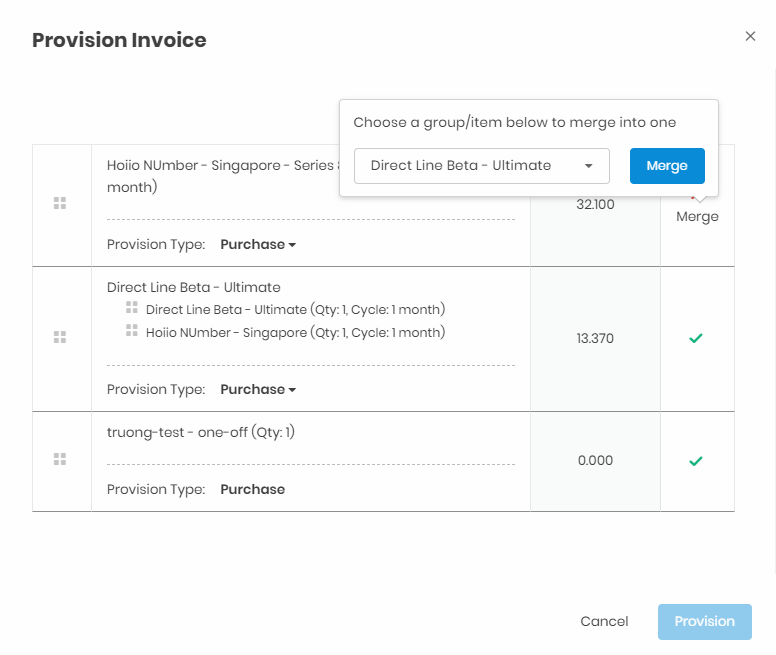 Provision Invoice
Choose a group/item below to merge into one
Direct Line Beta - Ultimate
Merge
Hoiio NUmber - Singapore - Series
month)
32.100
Merge
Provision Type: Purchase
Direct Line Beta - Ultimate
Direct Line Beta - Ultimate (Qty: 1, Cycle: 1 month)
Hoiio NUmber - Singapore (Qty: 1, Cycle: 1 month)
13.370
Provision Type: Purchase
truong-test - one-off (Qty: 1)
0.000
Provision Type: Purchase
Cancel
Provision